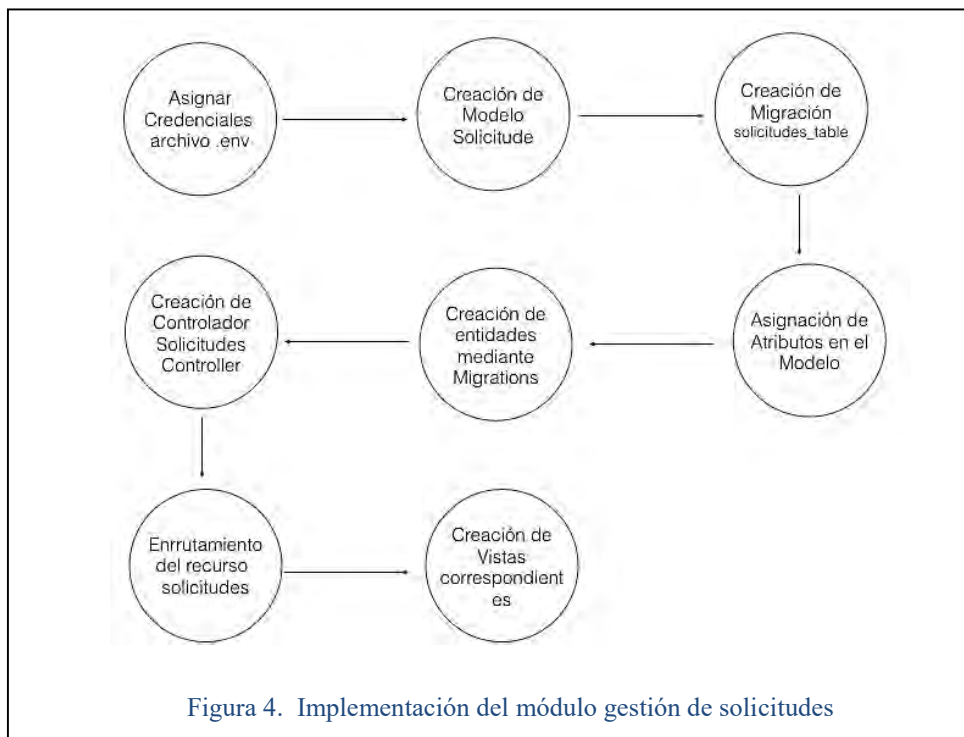 Asignar
Credenciales
archivo .env
Creación de
Modelo
Solicitude
Creación de
Migración
solicitudes_table
Asignación de
Atributos en el
Modelo
Creación de
entidades
mediante
Migrations
Creación de
Controlador
Solicitudes
Controller
Enrrutamiento
del recurso
solicitudes
Creación de
Vistas
correspondient
es
Figura 4. Implementación del módulo gestión de solicitudes